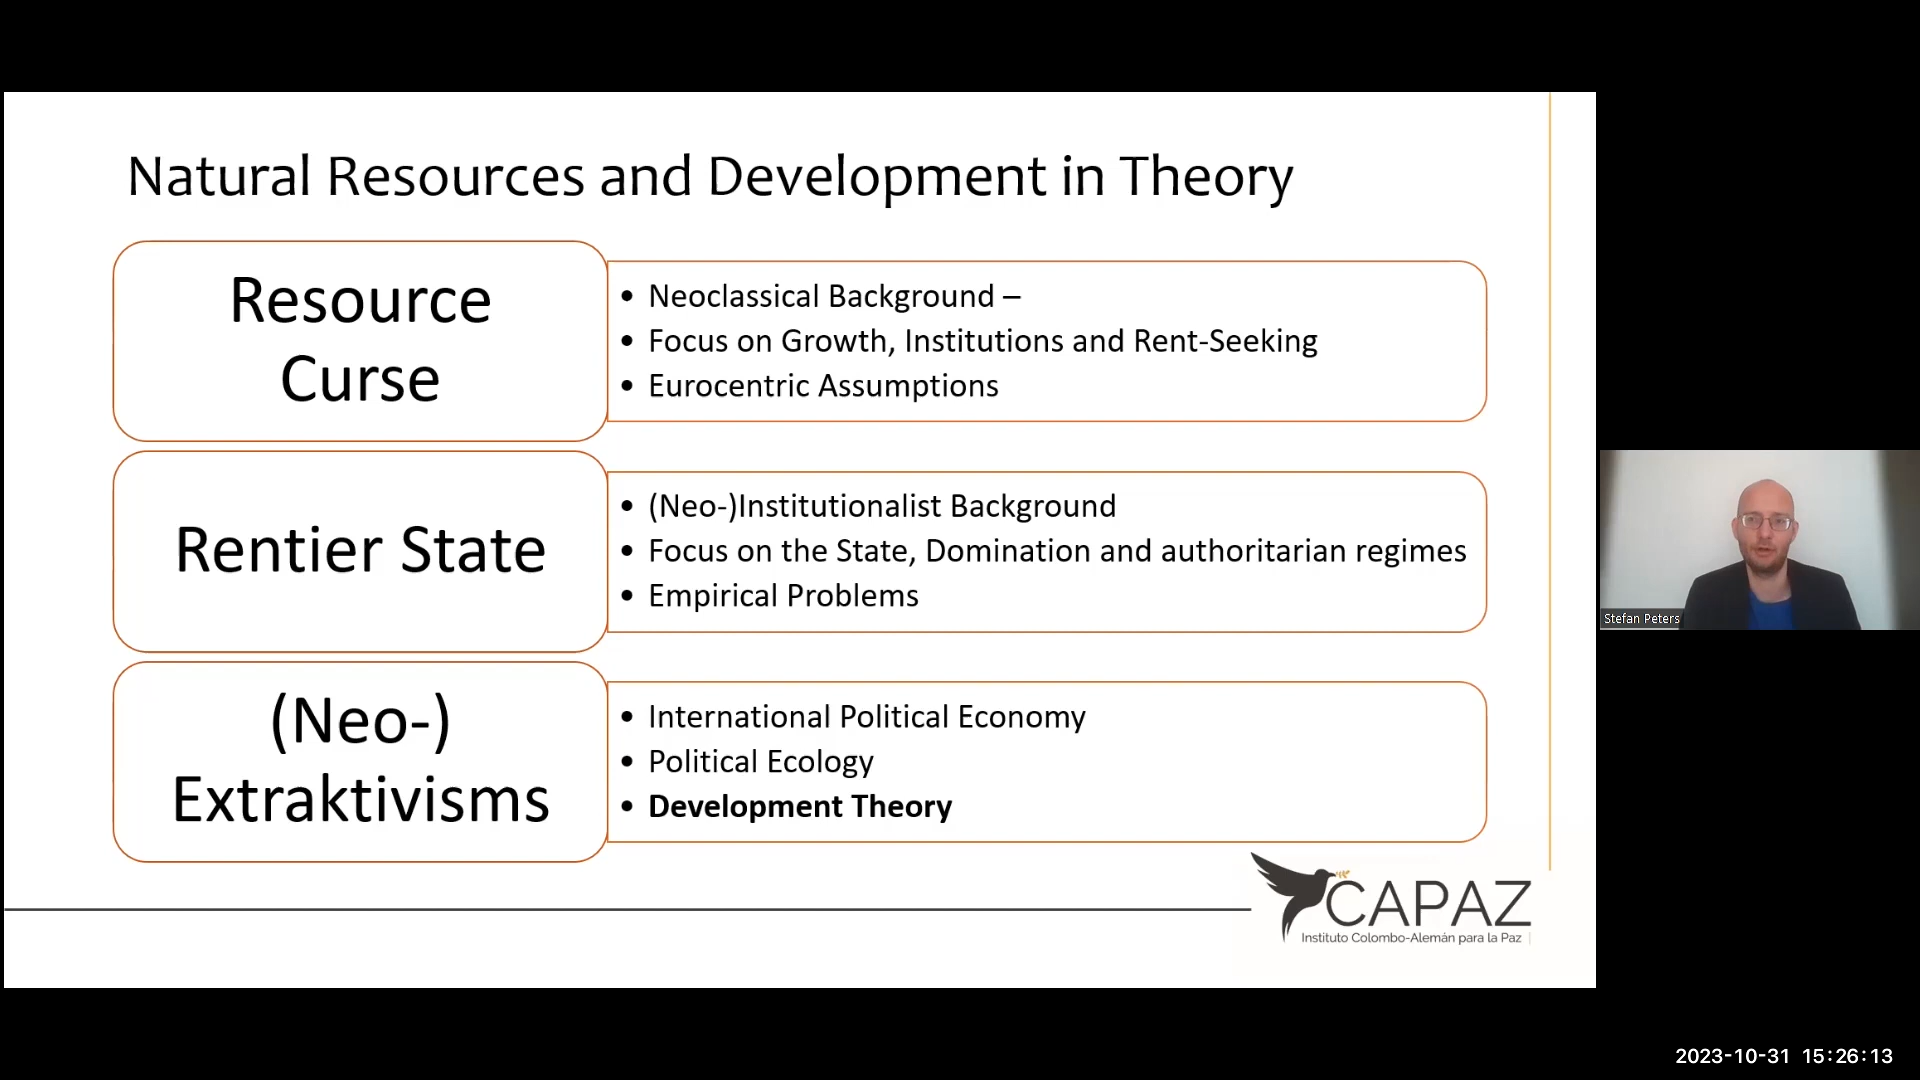 Natural Resources and Development in Theory
Resource
Curse
• Neoclassical Background –
• Focus on Growth, Institutions and Rent-Seeking
• Eurocentric Assumptions
Rentier State
• (Neo-)Institutionalist Background
• Focus on the State, Domination and authoritarian regimes
• Empirical Problems
(Neo-)
Extraktivisms
• International Political Economy
• Political Ecology
• Development Theory
CAPAZ
Instituto Colombo-Alemán para la Paz
Stefan Peters
2023-10-31 15:26:13